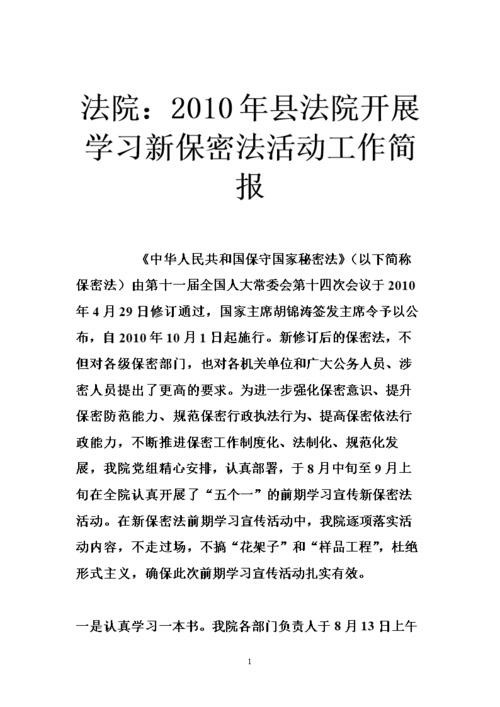 法院：2010年县法院开展
学习新保密法活动工作简
报
《中华人民共和国保守国家秘密法》（以下简称
保密法）由第十一届全国人大常委会第十四次会议于 2010
年 4 月 29 日修订通过，国家主席胡锦涛签发主席令予以公
布，自 2010 年 10 月 1 日起施行。新修订后的保密法，不
但对各级保密部门，也对各机关单位和广大公务人员、涉
密人员提出了更高的要求。为进一步强化保密意识、提升
保密防范能力、规范保密行政执法行为、提高保密依法行
政能力，不断推进保密工作制度化、法制化、规范化发
展，我院党组精心安排，认真部署，于 8 月中旬至 9 月上
旬在全院认真开展了“五个一”的前期学习宣传新保密法
活动。在新保密法前期学习宣传活动中，我院逐项落实活
动内容，不走过场，不搞“花架子”和“样品工程”，杜绝
形式主义，确保此次前期学习宣传活动扎实有效。
一是认真学习一本书。我院各部门负责人于 8 月 13 日上午
1